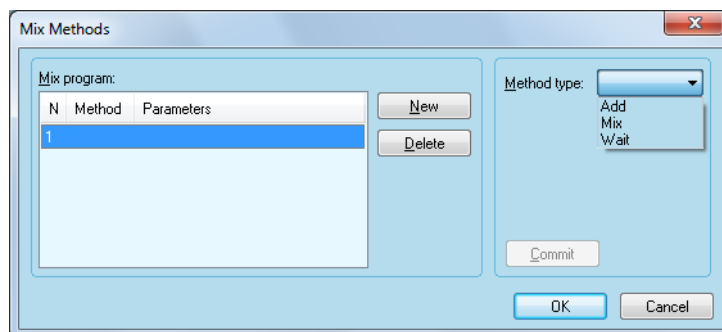 Mix Methods
Mix program:
N Method Parameters
1
New
Delete
Method type:
Add
Mix
Wait
Commit
OK Cancel